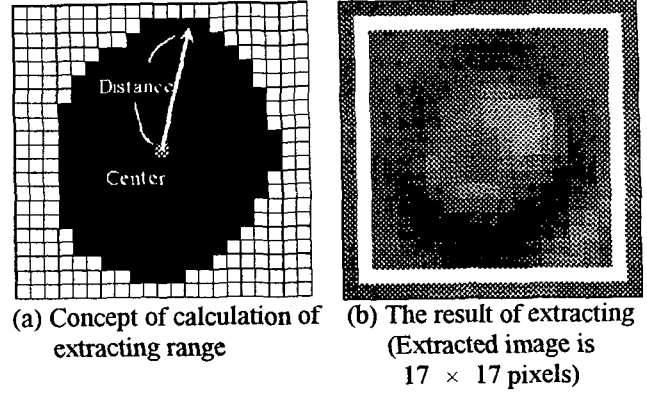 Distance
Center
(a) Concept of calculation of
extracting range
(b) The result of extracting
(Extracted image is
17 × 17 pixels)